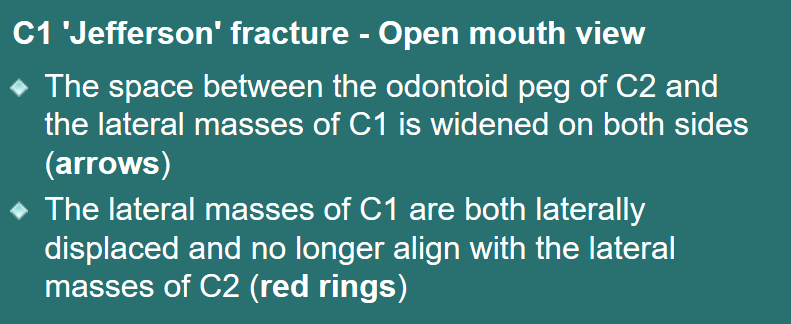 C1 'Jefferson' fracture - Open mouth view
The space between the odontoid peg of C2 and
the lateral masses of C1 is widened on both sides
(arrows)
The lateral masses of C1 are both laterally
displaced and no longer align with the lateral
masses of C2 (red rings)